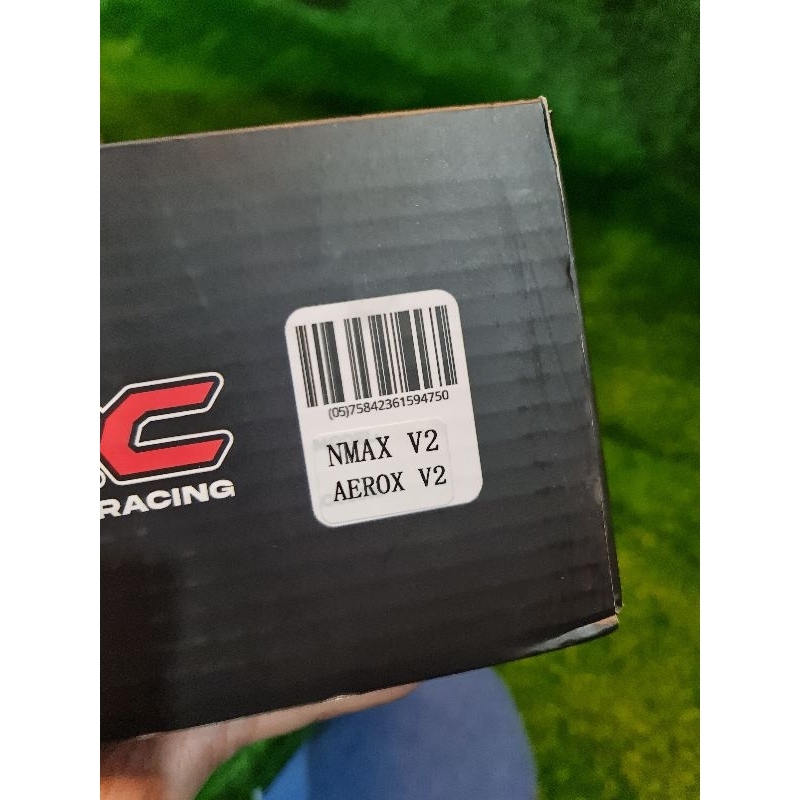 C
RACING
(05)75842361594750
NMAX V2
AEROX V2